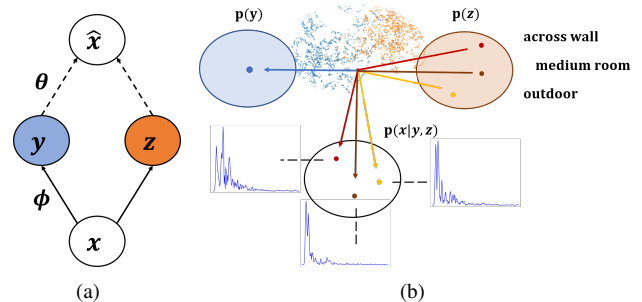 x̂
θ
y
z
ϕ
x
(a)
p(y)
p(z)
across wall
medium room
outdoor
p(x|y,z)
(b)